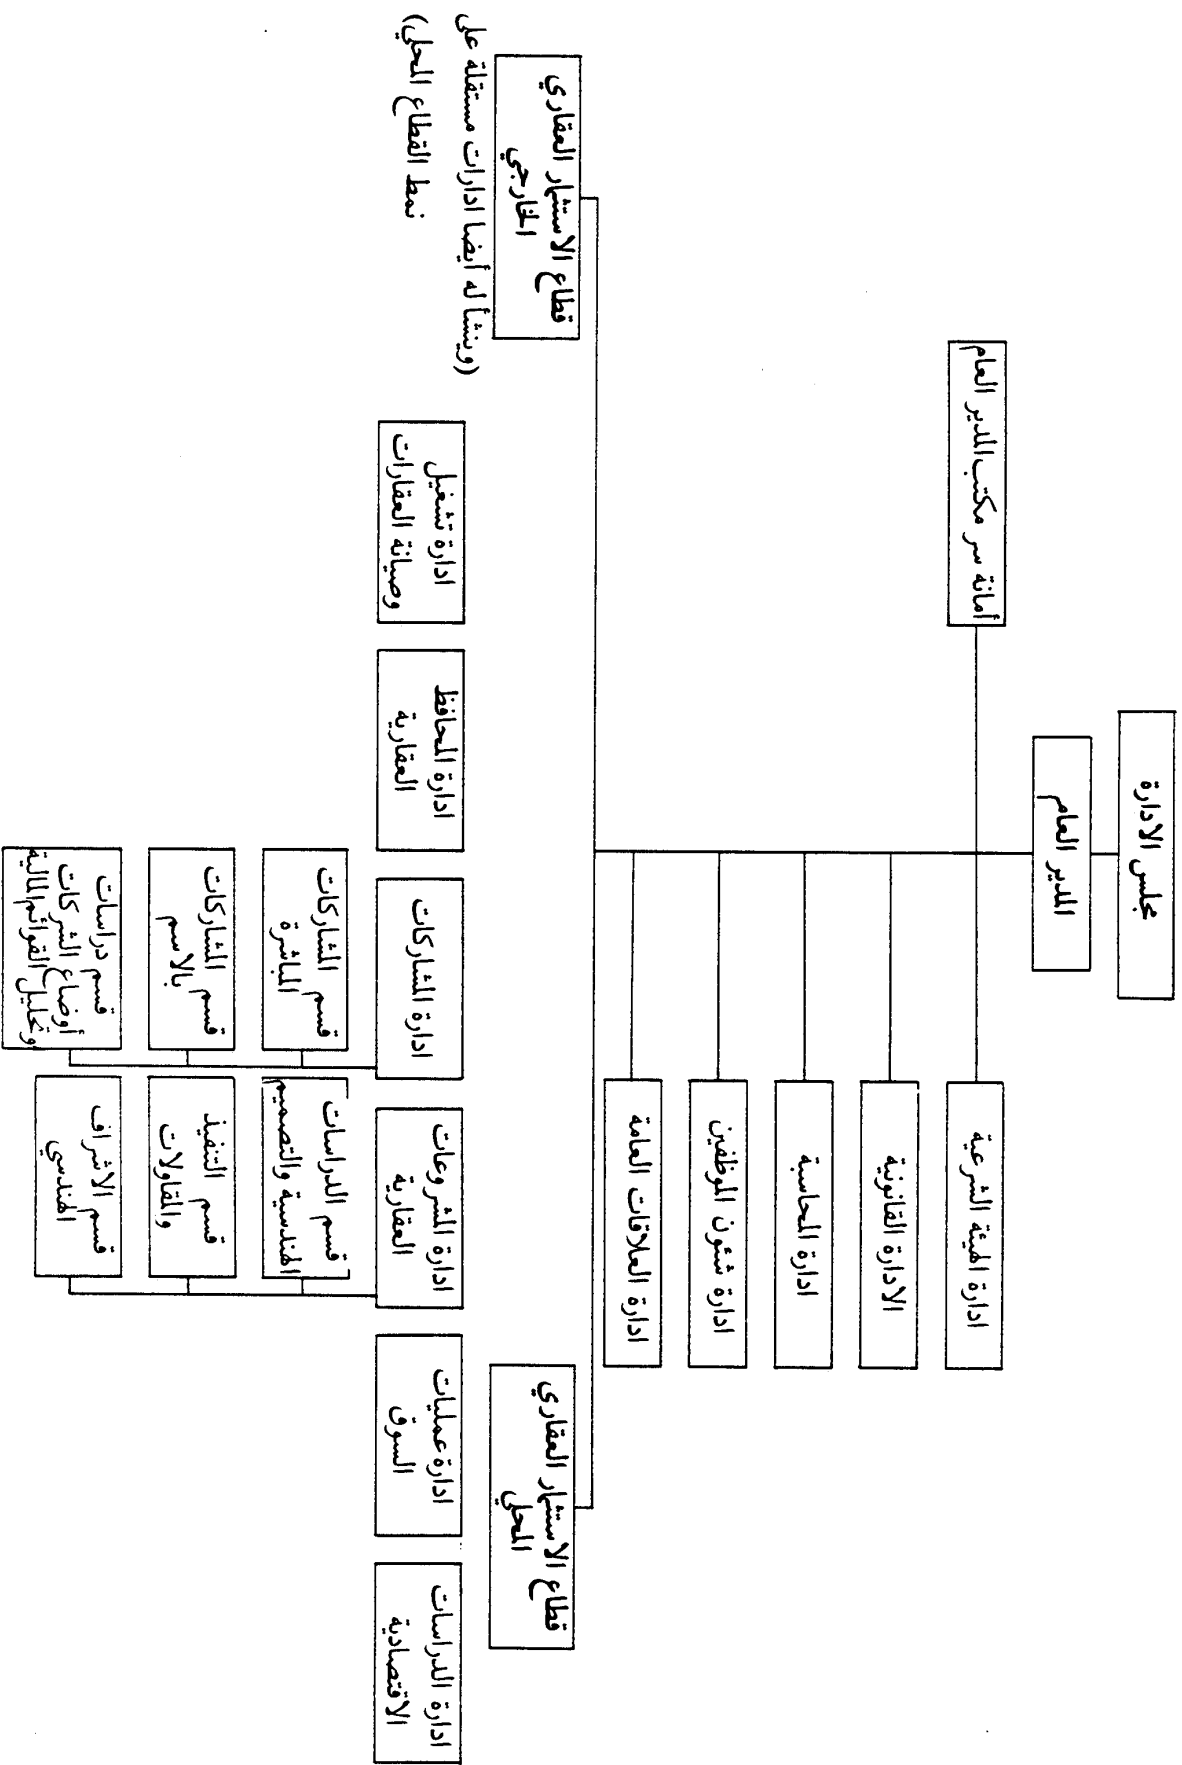 مجلس الادارة
المدير العام
أمانة سر مكتب المدير العام
ادارة الهيئة الشرعية
الادارة القانونية
ادارة المحاسبة
ادارة شئون الموظفين
ادارة العلاقات العامة
قطاع الاستثمار العقاري
المحلي
قطاع الاستثمار العقاري
الخارجي
(وينشأ له أيضا ادارات مستقلة على
نمط القطاع المحلي)
ادارة الدراسات
الاقتصادية
ادارة عمليات
السوق
ادارة المشروعات
العقارية
ادارة المشاركات
ادارة المحافظ
العقارية
ادارة تشغيل
وصيانة العقارات
قسم الدراسات
الهندسية والتصميم
قسم التنفيذ
والمقاولات
قسم الاشراف
الهندسي
قسم المشاركات
المباشرة
قسم المشاركات
بالاسم
قسم دراسات
أوضاع الشركات
وتحليل القوائم المالية